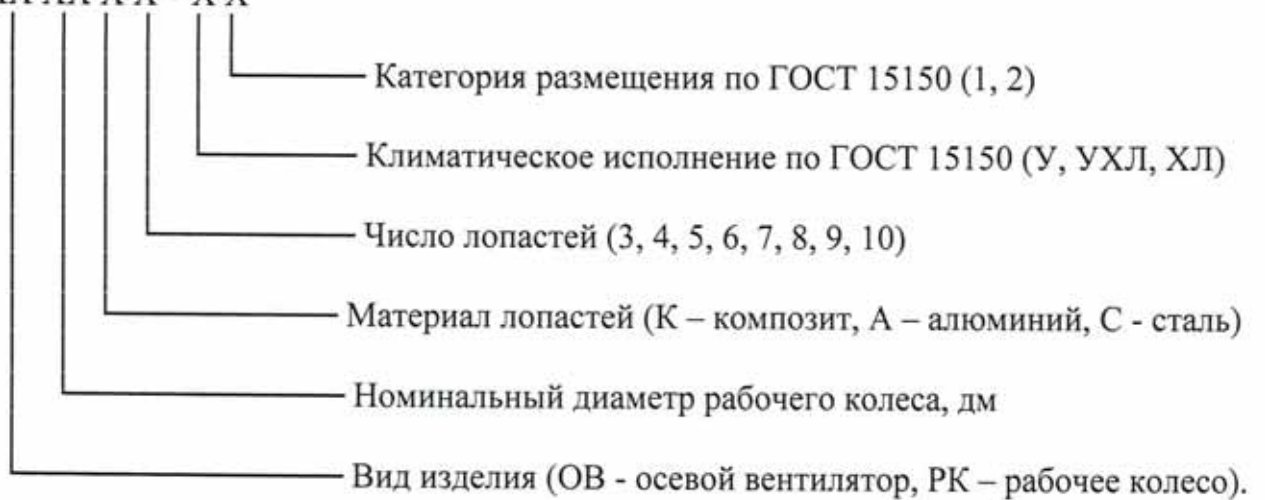 Категория размещения по ГОСТ 15150 (1, 2)
Климатическое исполнение по ГОСТ 15150 (У, УХЛ, ХЛ)
Число лопастей (3, 4, 5, 6, 7, 8, 9, 10)
Материал лопастей (К – композит, А – алюминий, С - сталь)
Номинальный диаметр рабочего колеса, дм
Вид изделия (ОВ - осевой вентилятор, РК – рабочее колесо).